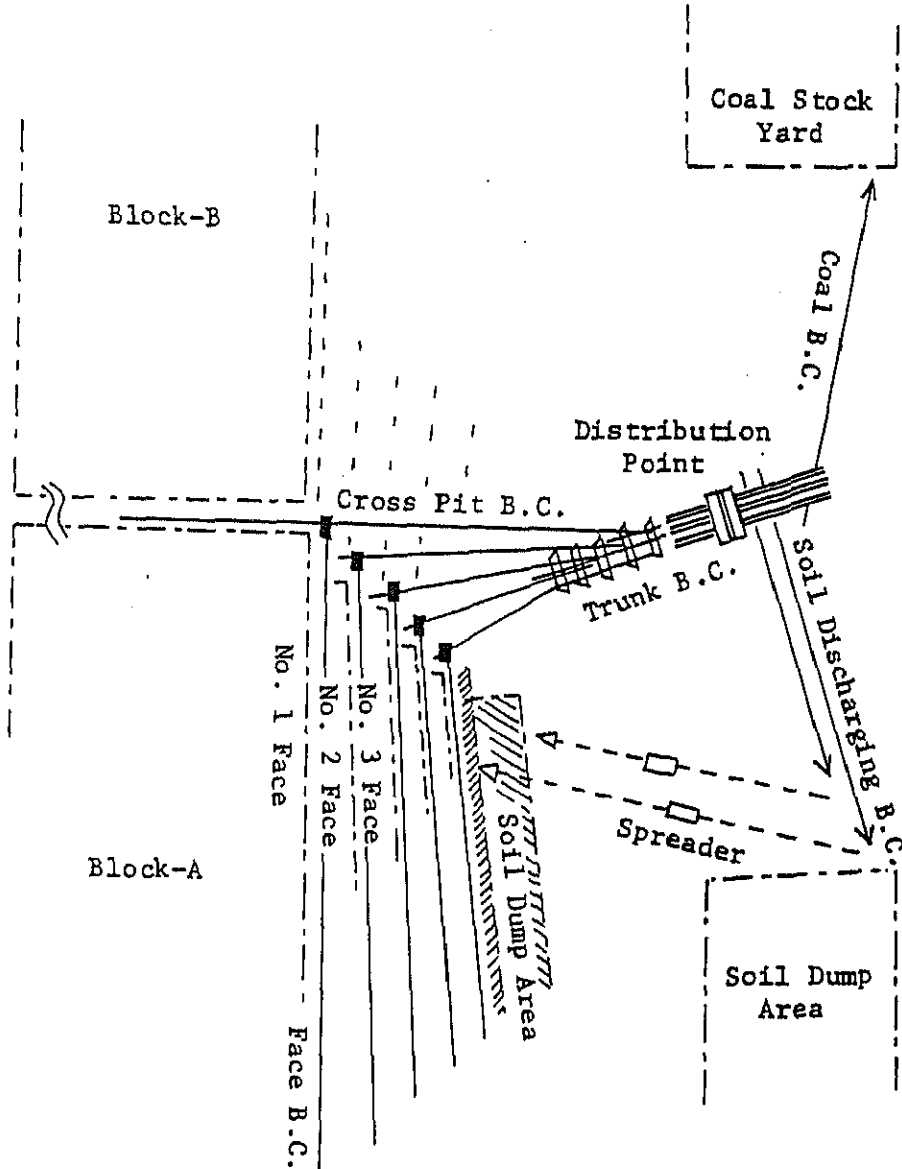 Coal Stock
Yard
Block-B
Coal B.C.
Distribution
Point
Cross Pit B.C.
Trunk B.C.
Soil Discharging B.C.
No. 1 Face
No. 2 Face
No. 3 Face
Spreader
Soil Dump Area
Block-A
Soil Dump
Area
Face B.C.